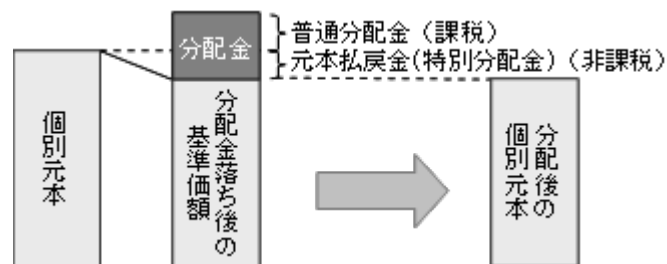 分配金
普通分配金（課税）
元本払戻金(特別分配金)（非課税）
個別元本
分配金落ち後の
基準価額
分配後の
個別元本